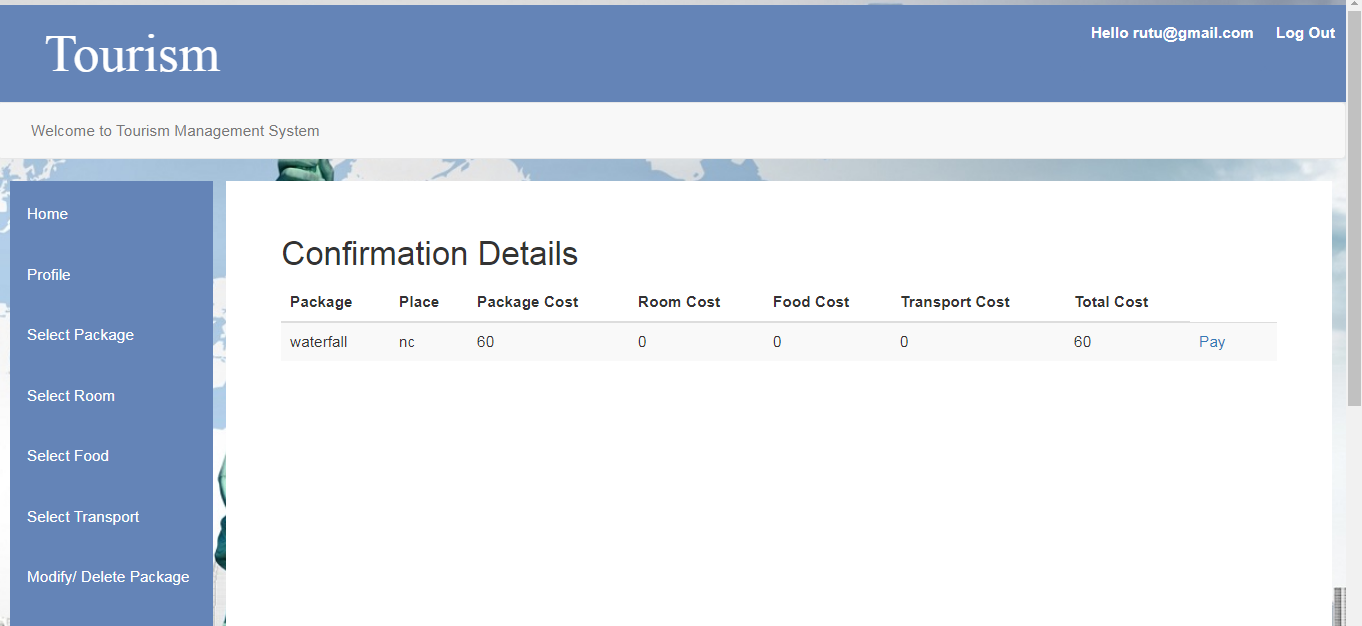 Tourism
Hello rutu@gmail.com Log Out
Welcome to Tourism Management System
Home
Profile
Select Package
Select Room
Select Food
Select Transport
Modify/ Delete Package
Confirmation Details
Package Place Package Cost Room Cost Food Cost Transport Cost Total Cost
waterfall nc 60 0 0 0 60 Pay